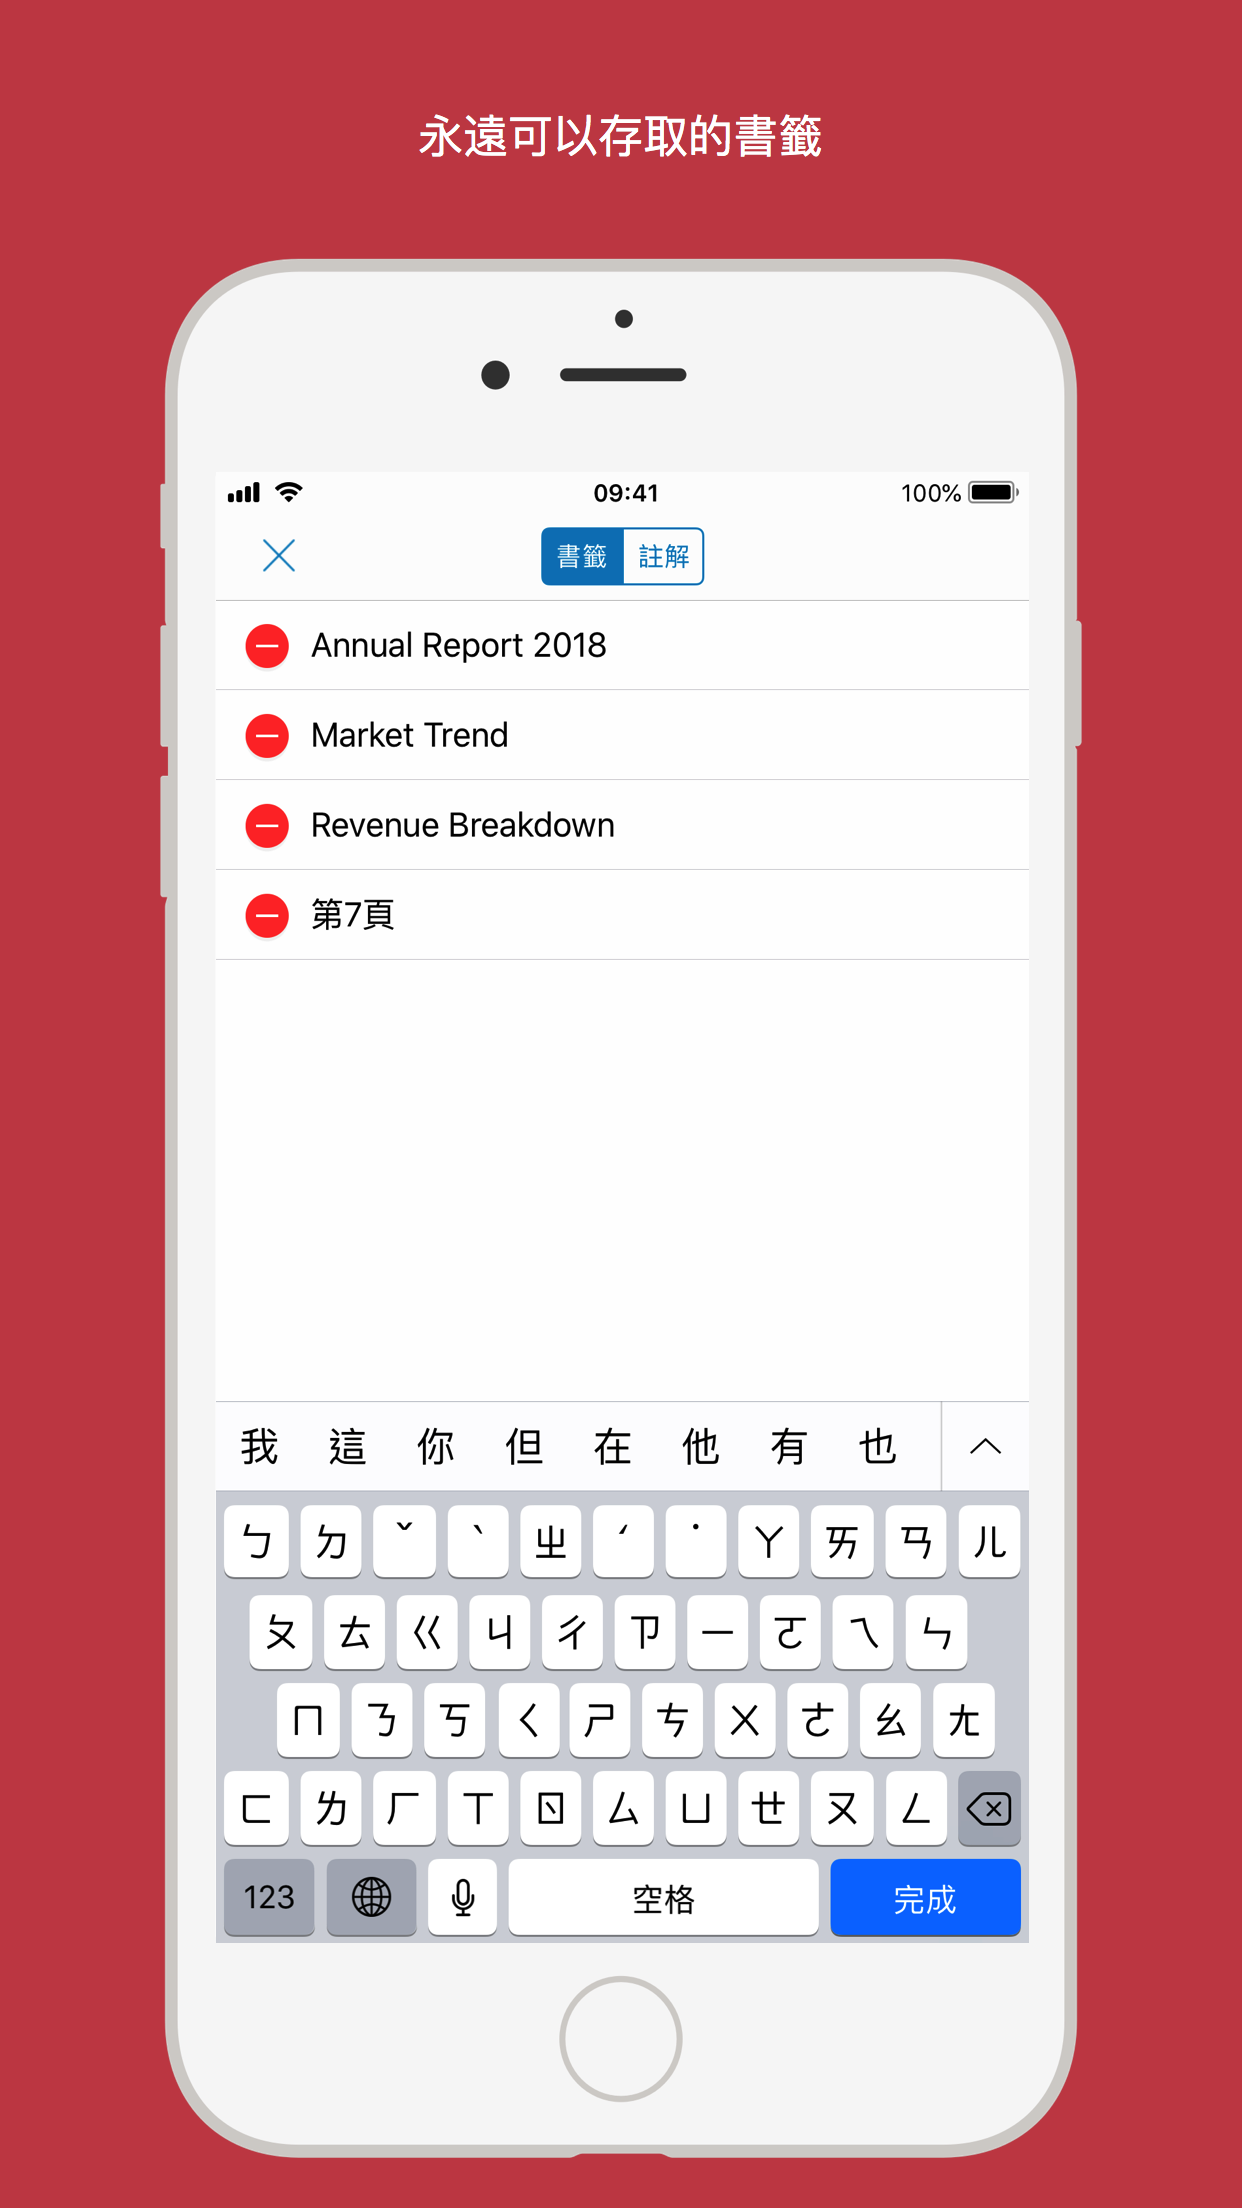 永遠可以存取的書籤
09:41
100%
書籤 註解
Annual Report 2018
Market Trend
Revenue Breakdown
第7頁
我 這 你 但 在 他 有 也
ㄅ ㄉ ˇ ˋ ㄓ ˊ ˙ ㄚ ㄞ ㄢ ㄦ
ㄆ ㄊ ㄍ ㄐ ㄔ ㄗ ㄧ ㄛ ㄟ ㄣ
ㄇ ㄋ ㄎ ㄑ ㄕ ㄘ ㄨ ㄜ ㄠ ㄤ
ㄈ ㄌ ㄏ ㄒ ㄖ ㄙ ㄩ ㄝ ㄡ ㄥ
123 空格 完成